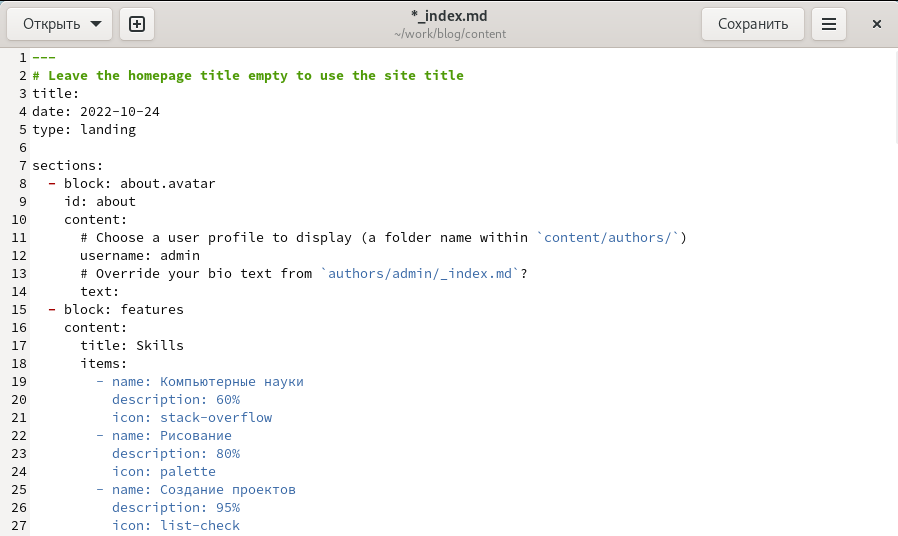 Открыть
*_index.md
~/work/blog/content
Сохранить
1 ---
2 # Leave the homepage title empty to use the site title
3 title:
4 date: 2022-10-24
5 type: landing
6
7 sections:
8   - block: about.avatar
9     id: about
10     content:
11       # Choose a user profile to display (a folder name within `content/authors/`)
12       username: admin
13       # Override your bio text from `authors/admin/_index.md`?
14       text:
15   - block: features
16     content:
17       title: Skills
18       items:
19         - name: Компьютерные науки
20           description: 60%
21           icon: stack-overflow
22         - name: Рисование
23           description: 80%
24           icon: palette
25         - name: Создание проектов
26           description: 95%
27           icon: list-check